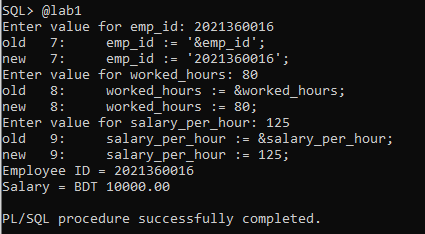 SQL> @lab1
Enter value for emp_id: 2021360016
old   7:     emp_id := '&emp_id';
new   7:     emp_id := '2021360016';
Enter value for worked_hours: 80
old   8:     worked_hours := &worked_hours;
new   8:     worked_hours := 80;
Enter value for salary_per_hour: 125
old   9:     salary_per_hour := &salary_per_hour;
new   9:     salary_per_hour := 125;
Employee ID = 2021360016
Salary = BDT 10000.00
PL/SQL procedure successfully completed.